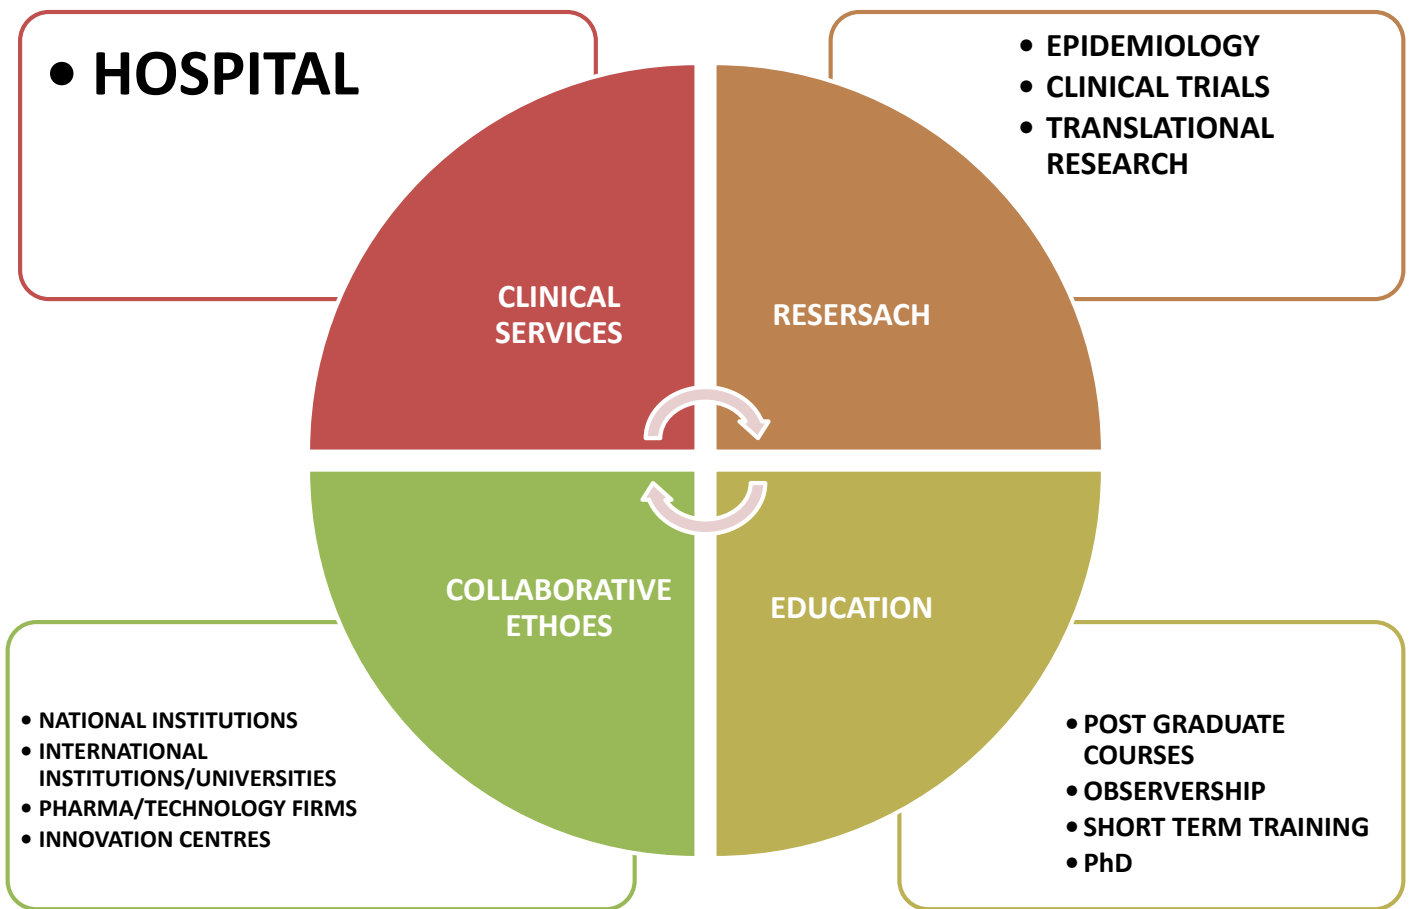 • HOSPITAL
• EPIDEMIOLOGY
• CLINICAL TRIALS
• TRANSLATIONAL
RESEARCH
CLINICAL
SERVICES
RESERSACH
COLLABORATIVE
ETHOES
EDUCATION
• NATIONAL INSTITUTIONS
• INTERNATIONAL
INSTITUTIONS/UNIVERSITIES
• PHARMA/TECHNOLOGY FIRMS
• INNOVATION CENTRES
• POST GRADUATE
COURSES
• OBSERVERSHIP
• SHORT TERM TRAINING
• PhD